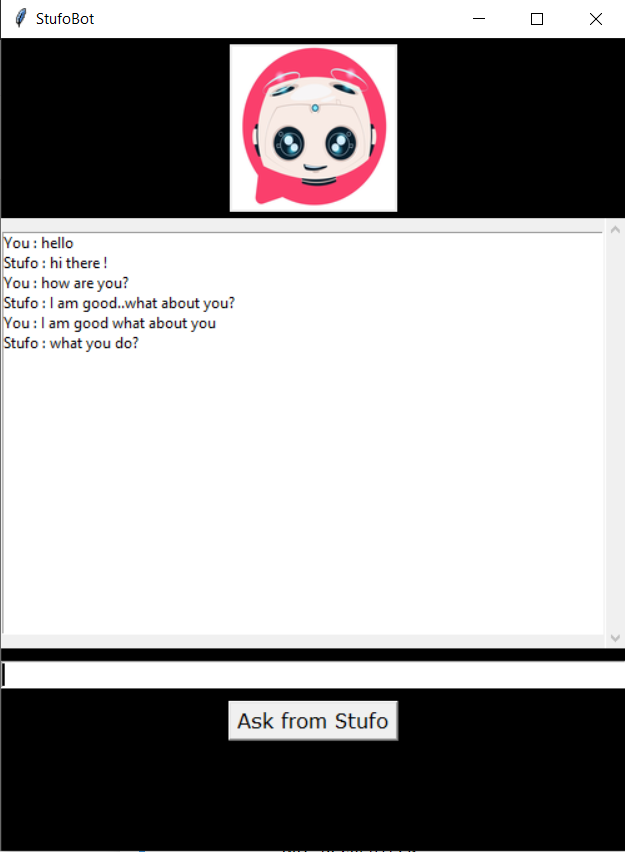 StufoBot
You : hello
Stufo : hi there !
You : how are you?
Stufo : I am good..what about you?
You : I am good what about you
Stufo : what you do?
Ask from Stufo